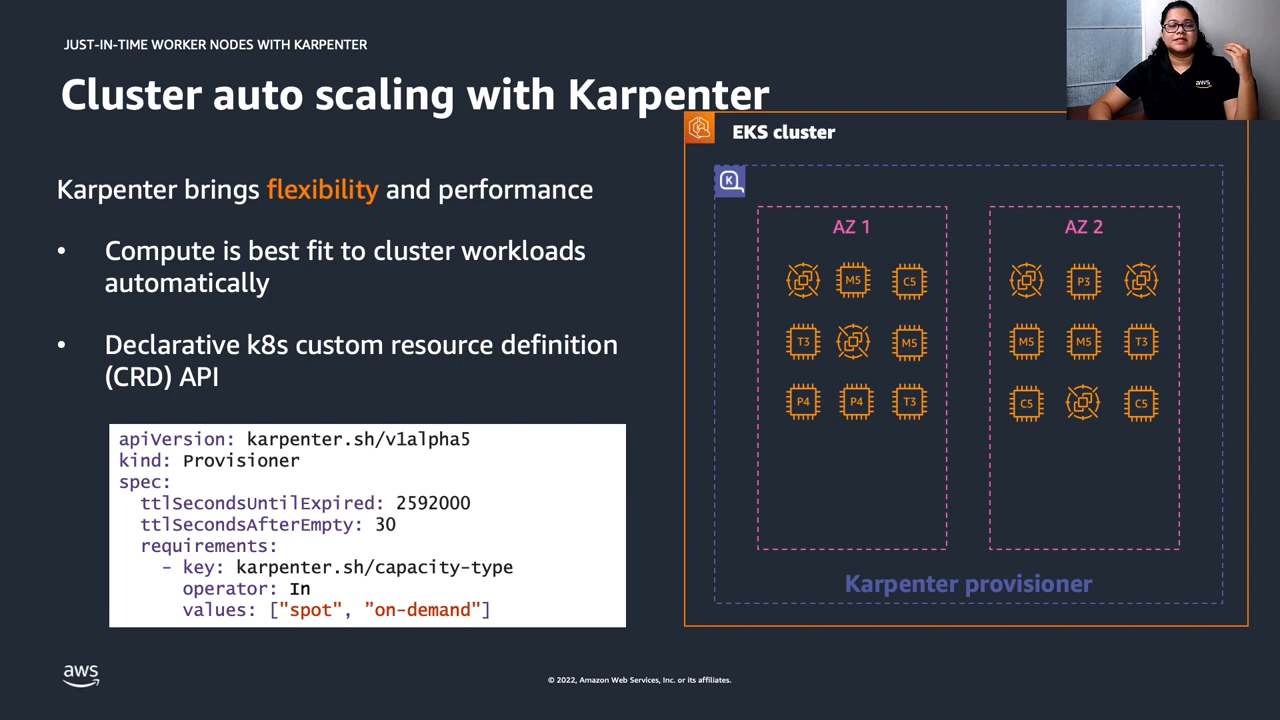 JUST-IN-TIME WORKER NODES WITH KARPENTER
Cluster auto scaling with Karpenter
Karpenter brings flexibility and performance
• Compute is best fit to cluster workloads
automatically
• Declarative k8s custom resource definition
(CRD) API
apiVersion: karpenter.sh/v1alpha5
kind: Provisioner
spec:
  ttlSecondsUntilExpired: 2592000
  ttlSecondsAfterEmpty: 30
  requirements:
    - key: karpenter.sh/capacity-type
      operator: In
      values: ["spot", ”on-demand"]
EKS cluster
K
AZ 1
M5 C5
T3 M5
P4 P4 T3
AZ 2
P3
M5 M5 T3
C5 C5
Karpenter provisioner
aws
aws
© 2022, Amazon Web Services, Inc. or its affiliates.